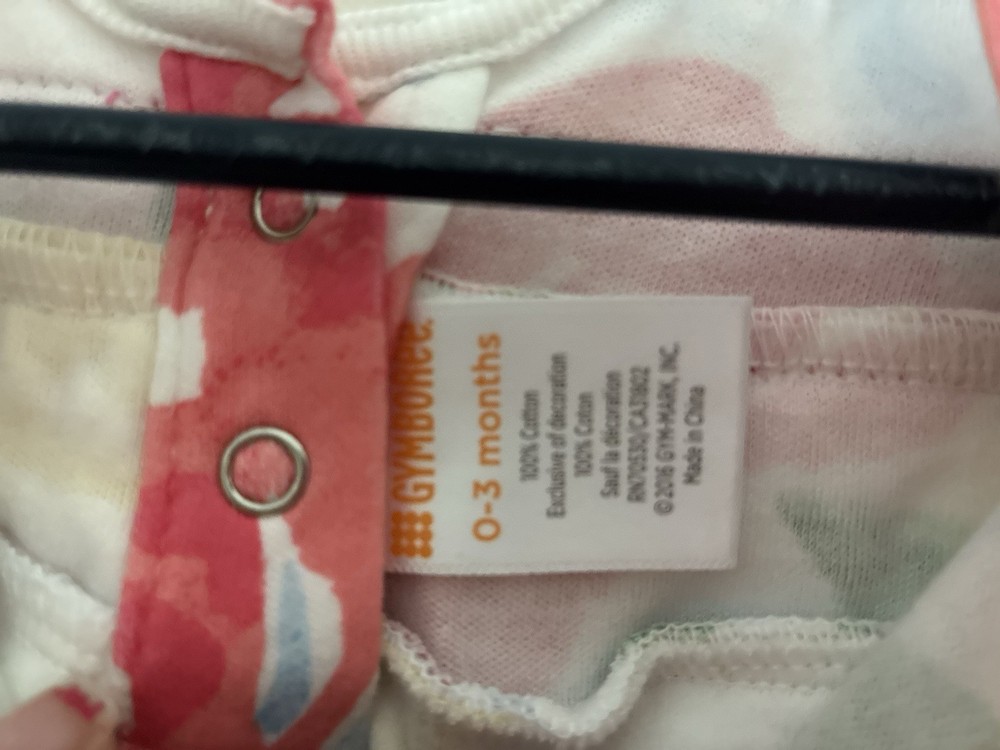 GYMBOREE.
0-3 months
100% Cotton
Exclusive of decoration
100% Coton
Sauf la décoration
RN70530/CA11902
©2016 GYM-MARK, INC.
Made in China